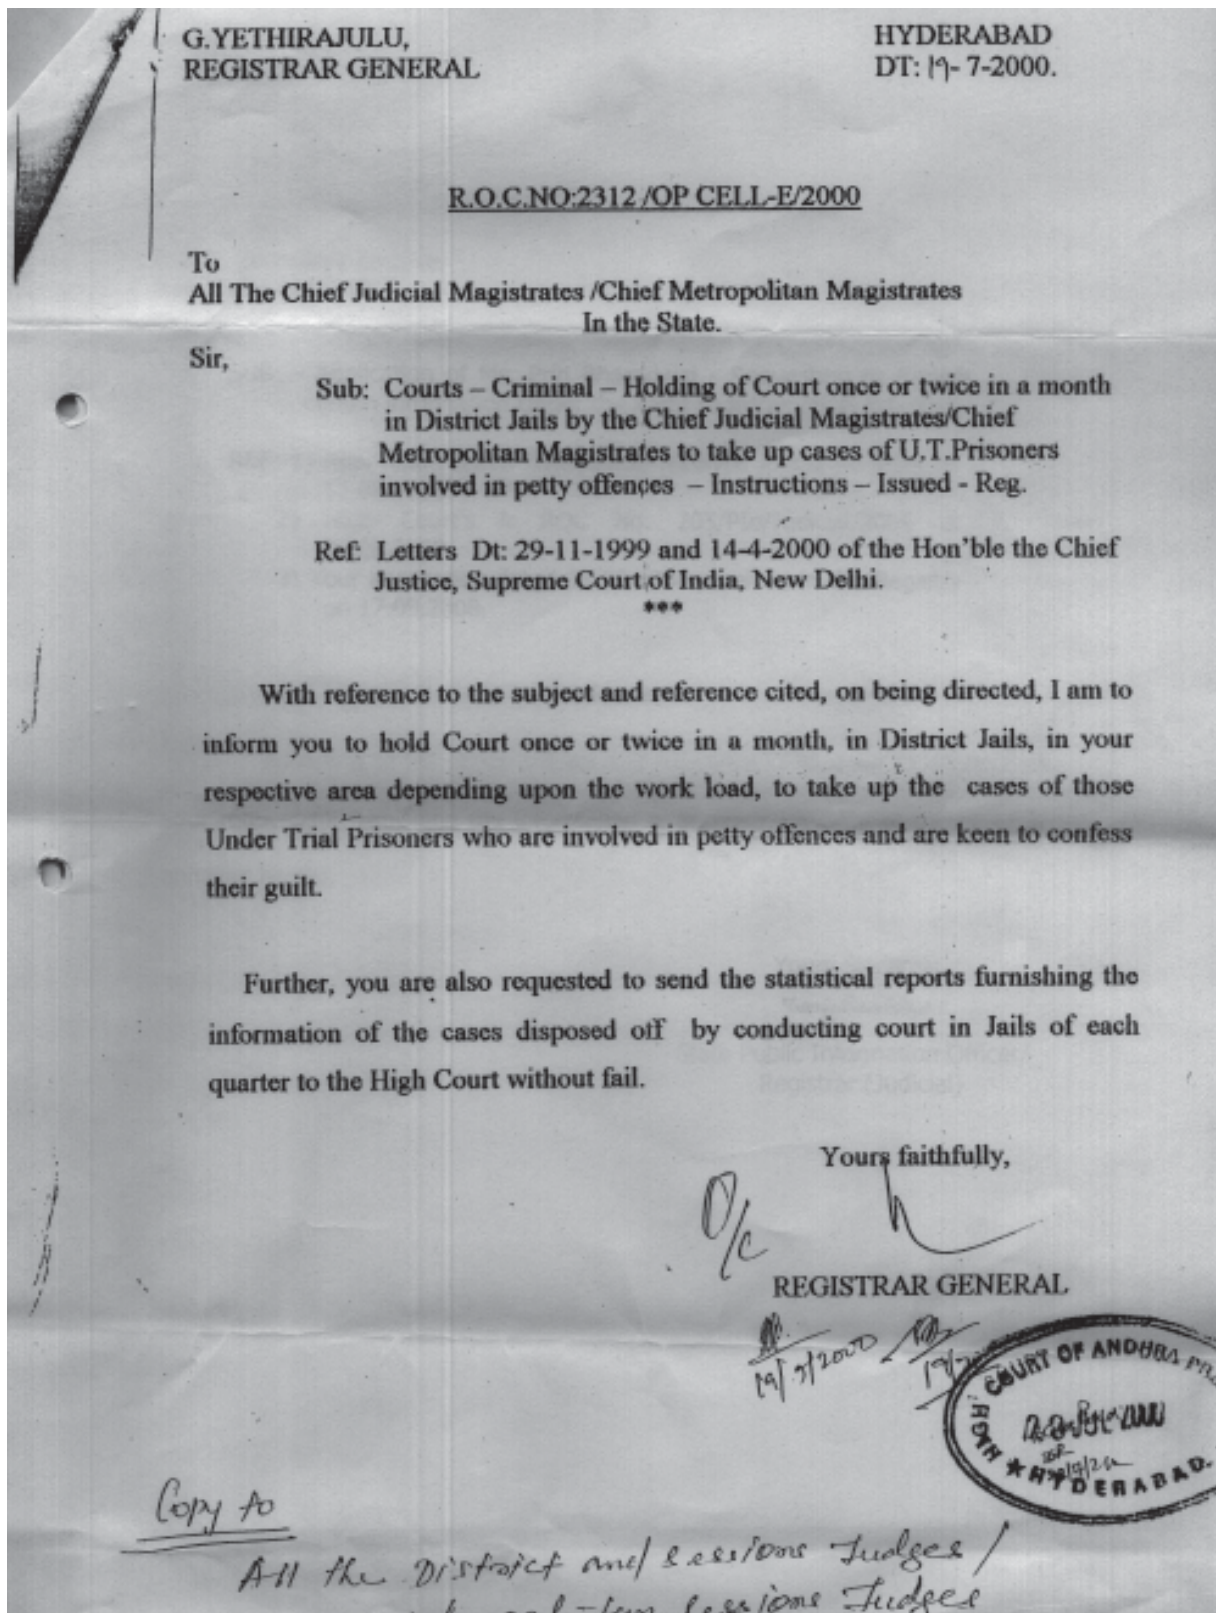 G.YETHIRAJULU,
REGISTRAR GENERAL
HYDERABAD
DT: 19-7-2000.
R.O.C.NO:2312 /OP CELL-E/2000
To
All The Chief Judicial Magistrates /Chief Metropolitan Magistrates
In the State.
Sir,
Sub: Courts – Criminal – Holding of Court once or twice in a month
in District Jails by the Chief Judicial Magistrates/Chief
Metropolitan Magistrates to take up cases of U.T.Prisoners
involved in petty offences – Instructions – Issued - Reg.
Ref: Letters Dt: 29-11-1999 and 14-4-2000 of the Hon'ble the Chief
Justice, Supreme Court of India, New Delhi.
***
With reference to the subject and reference cited, on being directed, I am to
inform you to hold Court once or twice in a month, in District Jails, in your
respective area depending upon the work load, to take up the cases of those
Under Trial Prisoners who are involved in petty offences and are keen to confess
their guilt.
Further, you are also requested to send the statistical reports furnishing the
information of the cases disposed off by conducting court in Jails of each
quarter to the High Court without fail.
Yours faithfully,
O/C
REGISTRAR GENERAL
19/7/2000
HIGH COURT OF ANDHRA
HYDERABAD.
Copy to
All the District and sessions Judges /
sessions Judges